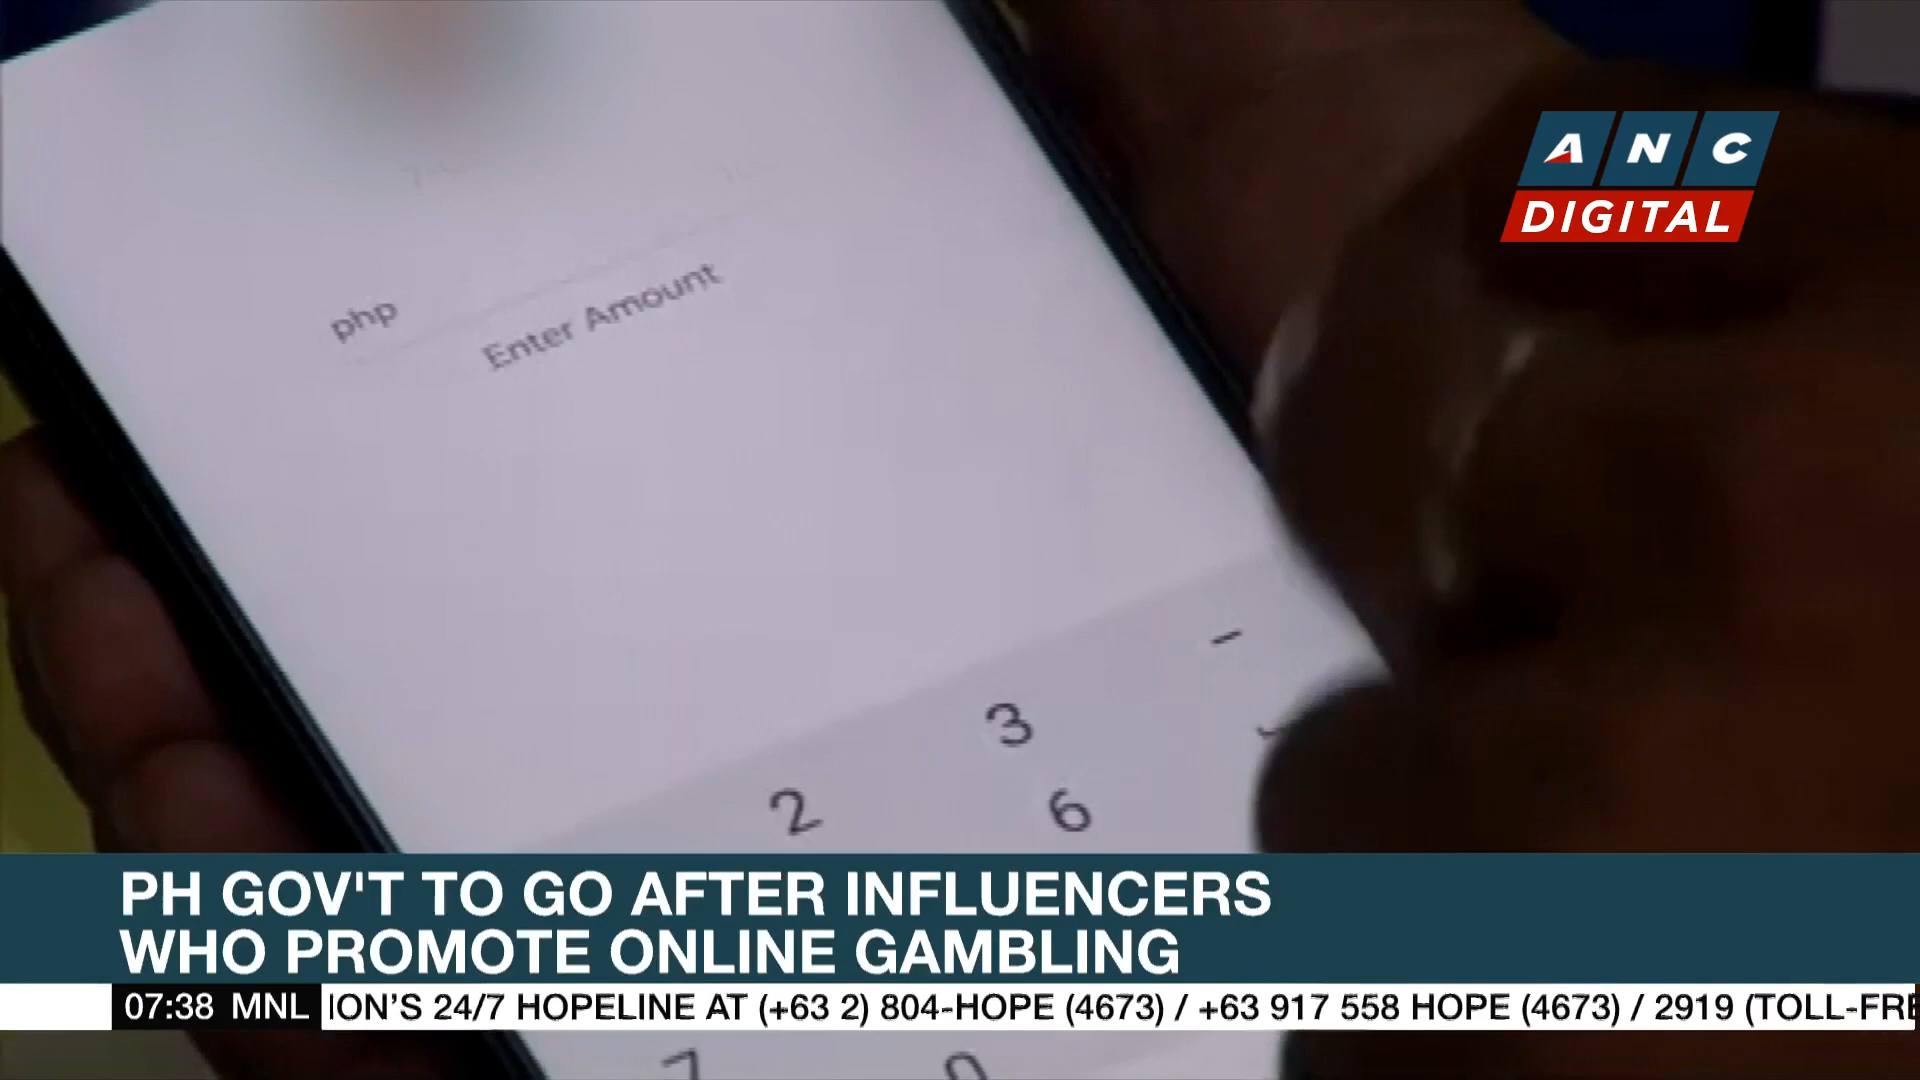 ANC
DIGITAL
php
Enter Amount
-
3
2
6
PH GOV'T TO GO AFTER INFLUENCERS
WHO PROMOTE ONLINE GAMBLING
07:38 MNL
ION'S 24/7 HOPELINE AT (+63 2) 804-HOPE (4673) / +63 917 558 HOPE (4673) / 2919 (TOLL-FRE
7